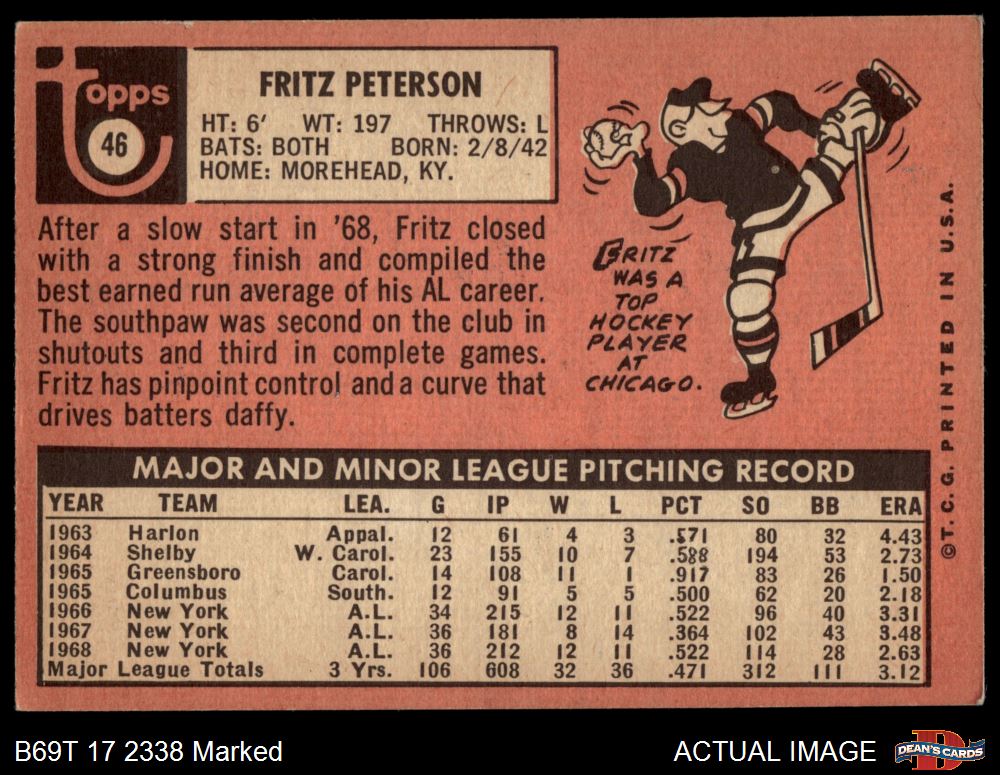 Topps
46
FRITZ PETERSON
HT: 6' WT: 197 THROWS: L
BATS: BOTH BORN: 2/8/42
HOME: MOREHEAD, KY.
After a slow start in '68, Fritz closed
with a strong finish and compiled the
best earned run average of his AL career.
The southpaw was second on the club in
shutouts and third in complete games.
Fritz has pinpoint control and a curve that
drives batters daffy.
FRITZ
WAS A
TOP
HOCKEY
PLAYER
AT
CHICAGO.
©T.C.G. PRINTED IN U.S.A.
MAJOR AND MINOR LEAGUE PITCHING RECORD
YEAR TEAM LEA. G IP W L PCT SO BB ERA
1963 Harlon Appal. 12 61 4 3 .571 80 32 4.43
1964 Shelby W. Carol. 23 155 10 7 .588 194 53 2.73
1965 Greensboro Carol. 14 108 11 1 .917 83 26 1.50
1965 Columbus South. 12 91 5 5 .500 62 20 2.18
1966 New York A.L. 34 215 12 11 .522 96 40 3.31
1967 New York A.L. 36 181 8 14 .364 102 43 3.48
1968 New York A.L. 36 212 12 11 .522 114 28 2.63
Major League Totals 3 Yrs. 106 608 32 36 .471 312 111 3.12
B69T 17 2338 Marked
ACTUAL IMAGE
DEAN'S CARDS